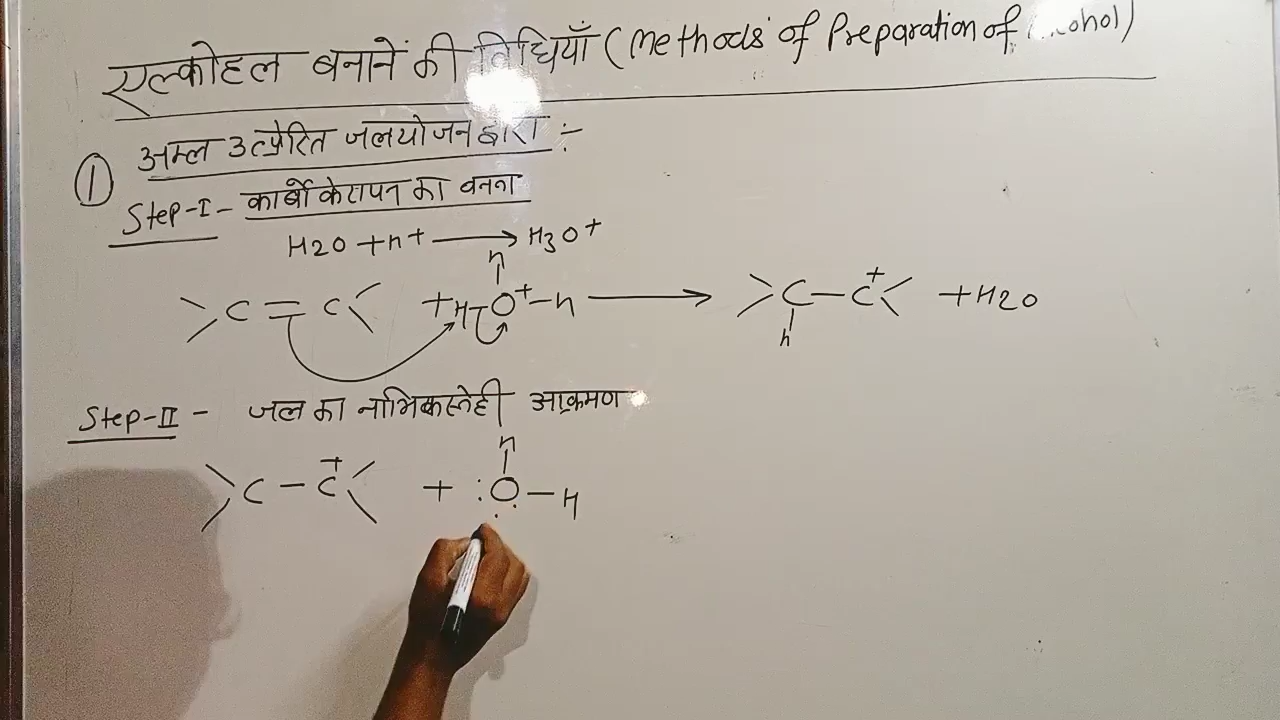 एल्कोहल बनानें की विधियाँ (Methods of Preparation of
① अम्ल उत्प्रेरित जलयोजन द्वारा :-
Step-I - कार्बोकेटायन का बनना
H2O + H+ ⟶ H3O+
>C = C< + H - O+ - H ⟶ >C - C+< + H2O
H
H
Step-II - जल का नाभिकस्नेही आक्रमण
H
>C - C+< + :O - H